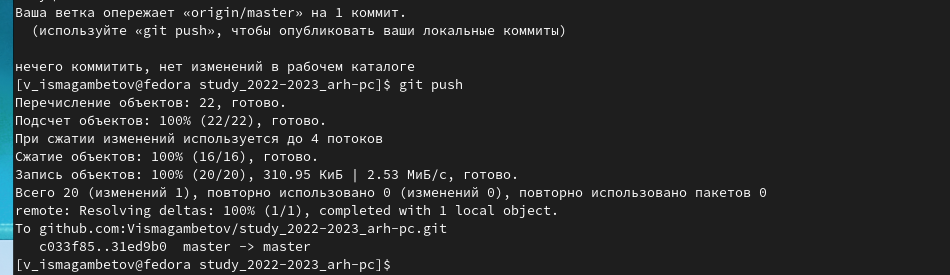 Ваша ветка опережает «origin/master» на 1 коммит.
(используйте «git push», чтобы опубликовать ваши локальные коммиты)
нечего коммитить, нет изменений в рабочем каталоге
[v_ismagambetov@fedora study_2022-2023_arh-pc]$ git push
Перечисление объектов: 22, готово.
Подсчет объектов: 100% (22/22), готово.
При сжатии изменений используется до 4 потоков
Сжатие объектов: 100% (16/16), готово.
Запись объектов: 100% (20/20), 310.95 КиБ | 2.53 МиБ/с, готово.
Всего 20 (изменений 1), повторно использовано 0 (изменений 0), повторно использовано пакетов 0
remote: Resolving deltas: 100% (1/1), completed with 1 local object.
To github.com:Vismagambetov/study_2022-2023_arh-pc.git
c033f85..31ed9b0 master -> master
[v_ismagambetov@fedora study_2022-2023_arh-pc]$